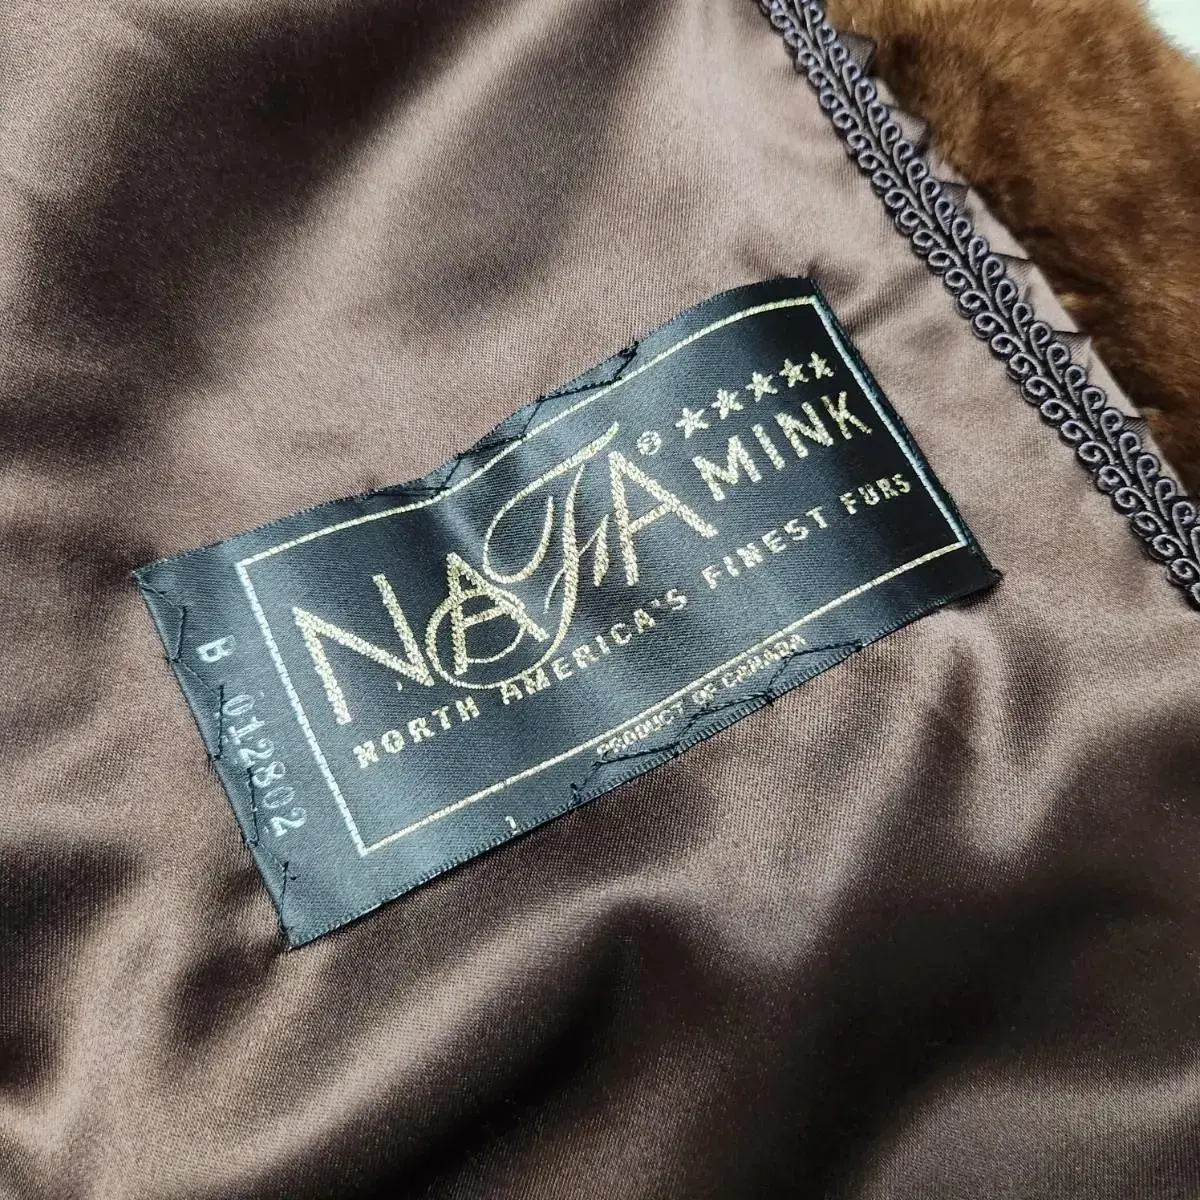 NAFA® ★★★★★
MINK
NORTH AMERICA'S FINEST FURS
PRODUCT OF CANADA
B 012802